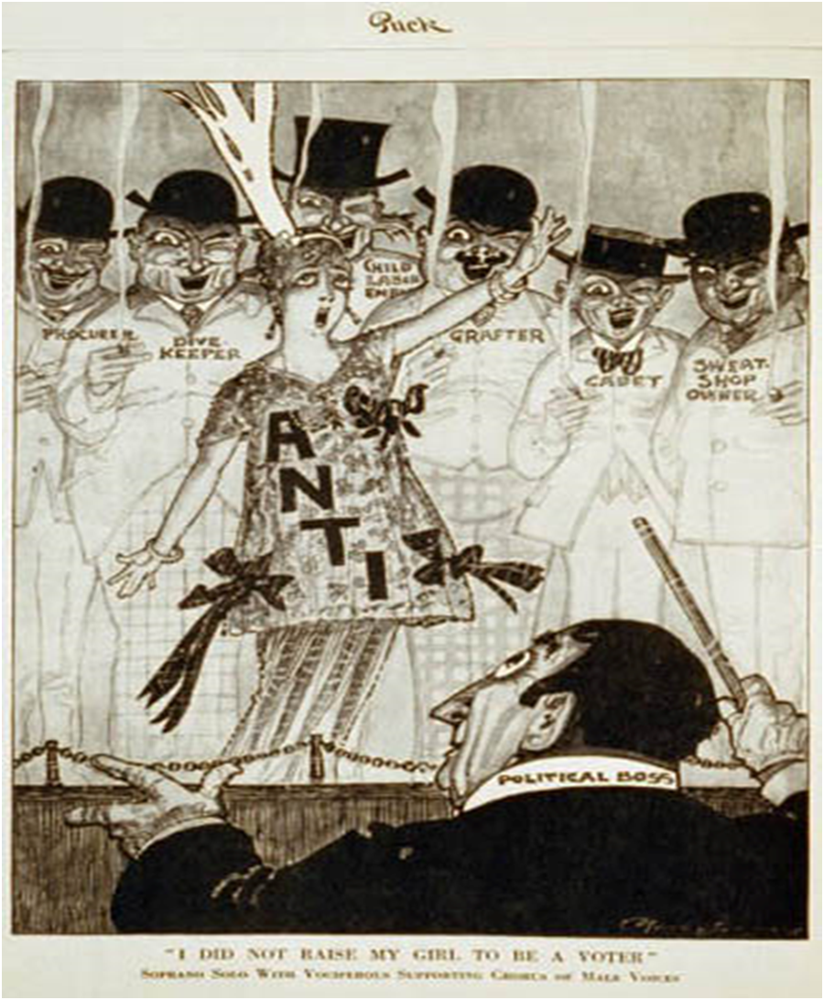 Puck
PROCURER
DIVE
KEEPER
CHILD
LABOR
EMP
GRAFTER
CADET
SWEAT
SHOP
OWNER
A
N
T
I
POLITICAL BOSS
"I DID NOT RAISE MY GIRL TO BE A VOTER"
SOPRANO SOLO WITH VOCIFEROUS SUPPORTING CHORUS OF MALE VOICES